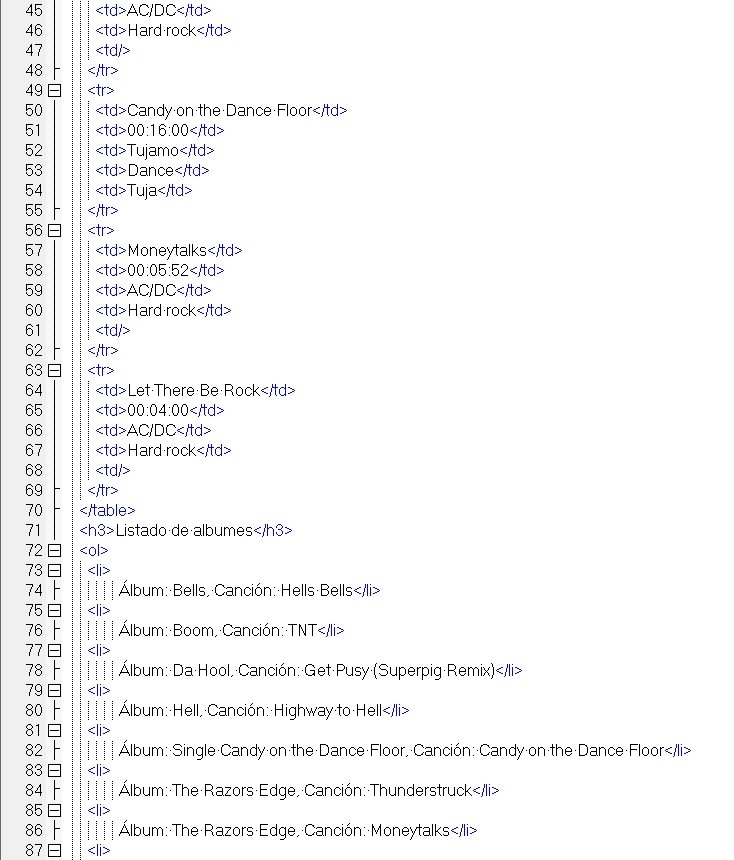 45 <td>AC/DC</td>
46 <td>Hard·rock</td>
47 <td/>
48 </tr>
49 <tr>
50 <td>Candy·on·the·Dance·Floor</td>
51 <td>00:16:00</td>
52 <td>Tujamo</td>
53 <td>Dance</td>
54 <td>Tuja</td>
55 </tr>
56 <tr>
57 <td>Moneytalks</td>
58 <td>00:05:52</td>
59 <td>AC/DC</td>
60 <td>Hard·rock</td>
61 <td/>
62 </tr>
63 <tr>
64 <td>Let·There·Be·Rock</td>
65 <td>00:04:00</td>
66 <td>AC/DC</td>
67 <td>Hard·rock</td>
68 <td/>
69 </tr>
70 </table>
71 <h3>Listado·de·albumes</h3>
72 <ol>
73 <li>
74 Álbum:·Bells,·Canción:·Hells·Bells</li>
75 <li>
76 Álbum:·Boom,·Canción:·TNT</li>
77 <li>
78 Álbum:·Da·Hool,·Canción:·Get·Pusy·(Superpig·Remix)</li>
79 <li>
80 Álbum:·Hell,·Canción:·Highway·to·Hell</li>
81 <li>
82 Álbum:·Single·Candy·on·the·Dance·Floor,·Canción:·Candy·on·the·Dance·Floor</li>
83 <li>
84 Álbum:·The·Razors·Edge,·Canción:·Thunderstruck</li>
85 <li>
86 Álbum:·The·Razors·Edge,·Canción:·Moneytalks</li>
87 <li>